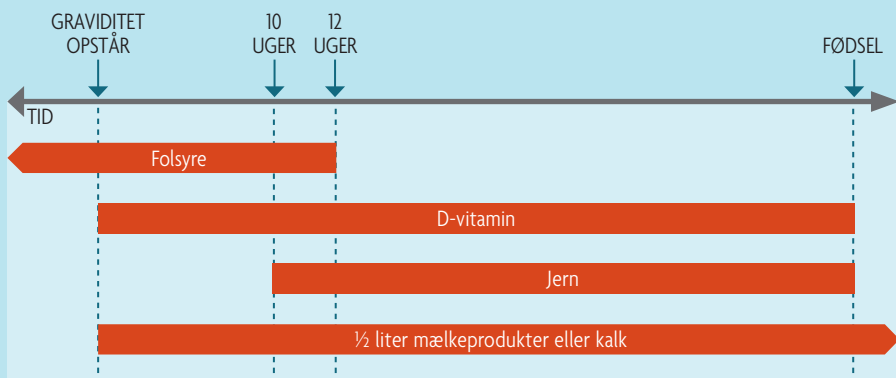 GRAVIDITET
OPSTÅR
10
UGER
12
UGER
FØDSEL
TID
Folsyre
D-vitamin
Jern
½ liter mælkeprodukter eller kalk